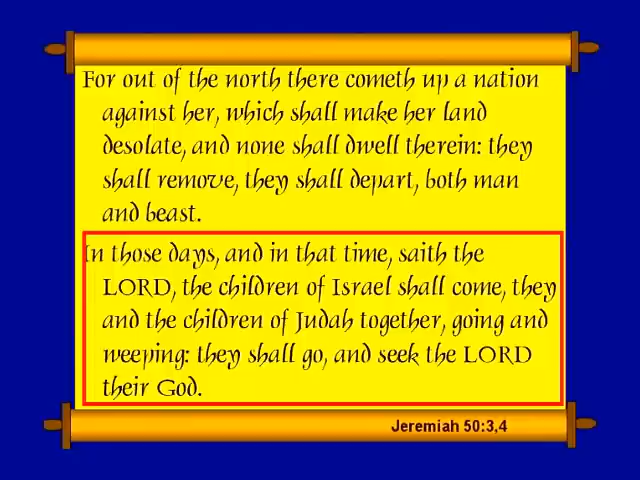 For out of the north there cometh up a nation
against her, which shall make her land
desolate, and none shall dwell therein: they
shall remove, they shall depart, both man
and beast.
In those days, and in that time, saith the
LORD, the children of Israel shall come, they
and the children of Judah together, going and
weeping: they shall go, and seek the LORD
their God.
Jeremiah 50:3,4